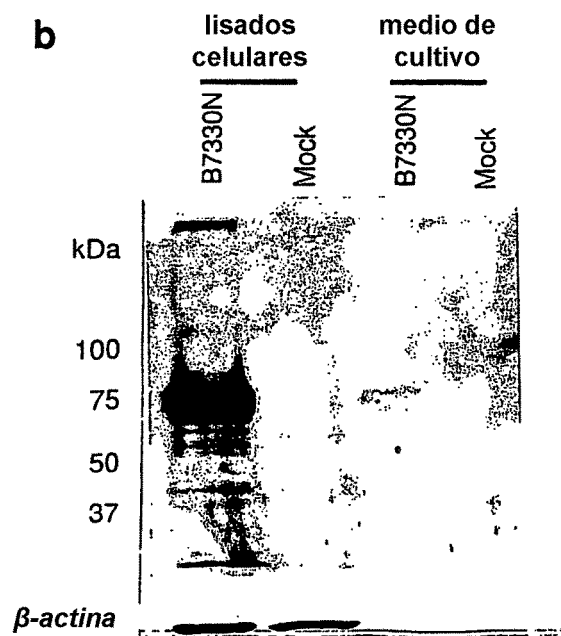 b
lisados
celulares
medio de
cultivo
B7330N
Mock
B7330N
Mock
kDa
100
75
50
37
β-actina